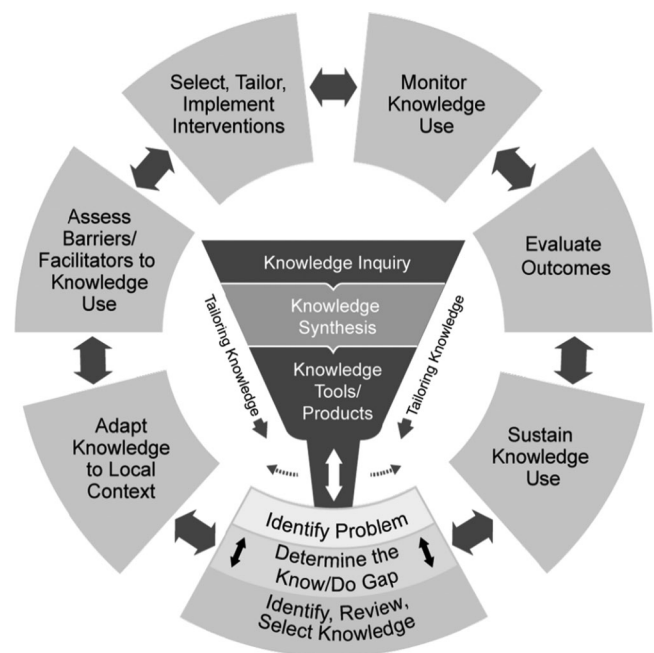 Select, Tailor,
Implement
Interventions
Monitor
Knowledge
Use
Assess
Barriers/
Facilitators to
Knowledge
Use
Evaluate
Outcomes
Knowledge Inquiry
Knowledge
Synthesis
Knowledge
Tools/
Products
Tailoring Knowledge
Tailoring Knowledge
Adapt
Knowledge
to Local
Context
Sustain
Knowledge
Use
Identify Problem
Determine the
Know/Do Gap
Identify, Review,
Select Knowledge